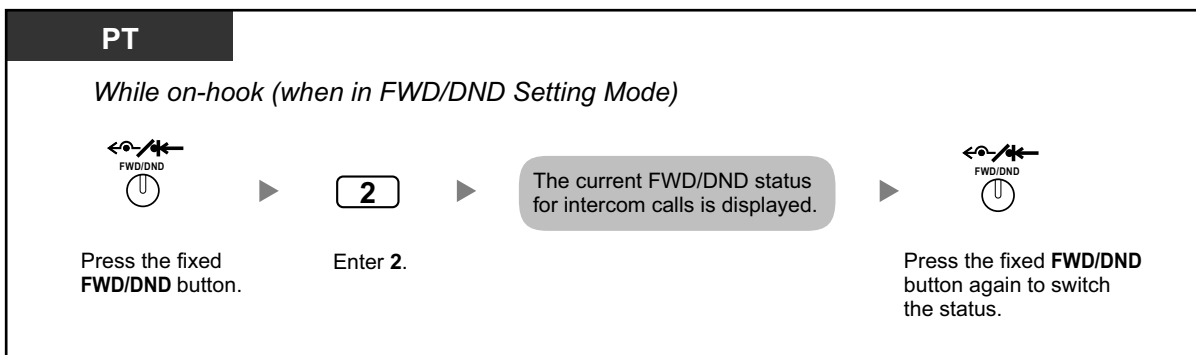 PT
While on-hook (when in FWD/DND Setting Mode)
FWD/DND
2
The current FWD/DND status
for intercom calls is displayed.
FWD/DND
Press the fixed
FWD/DND button.
Enter 2.
Press the fixed FWD/DND
button again to switch
the status.